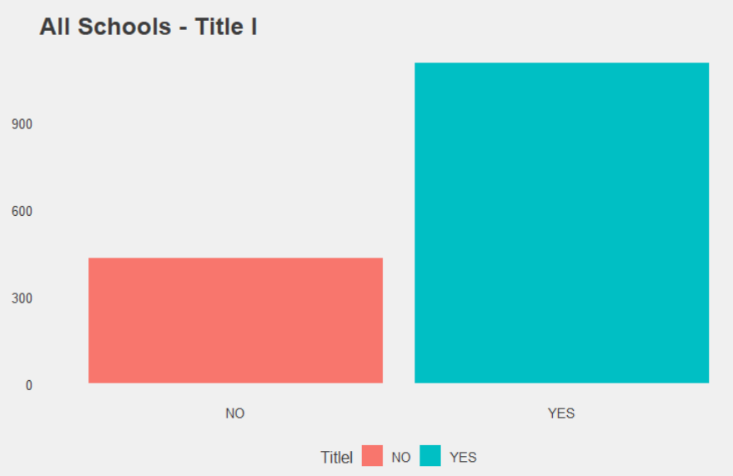 All Schools - Title I
900
600
300
0
NO YES
TitleI NO YES